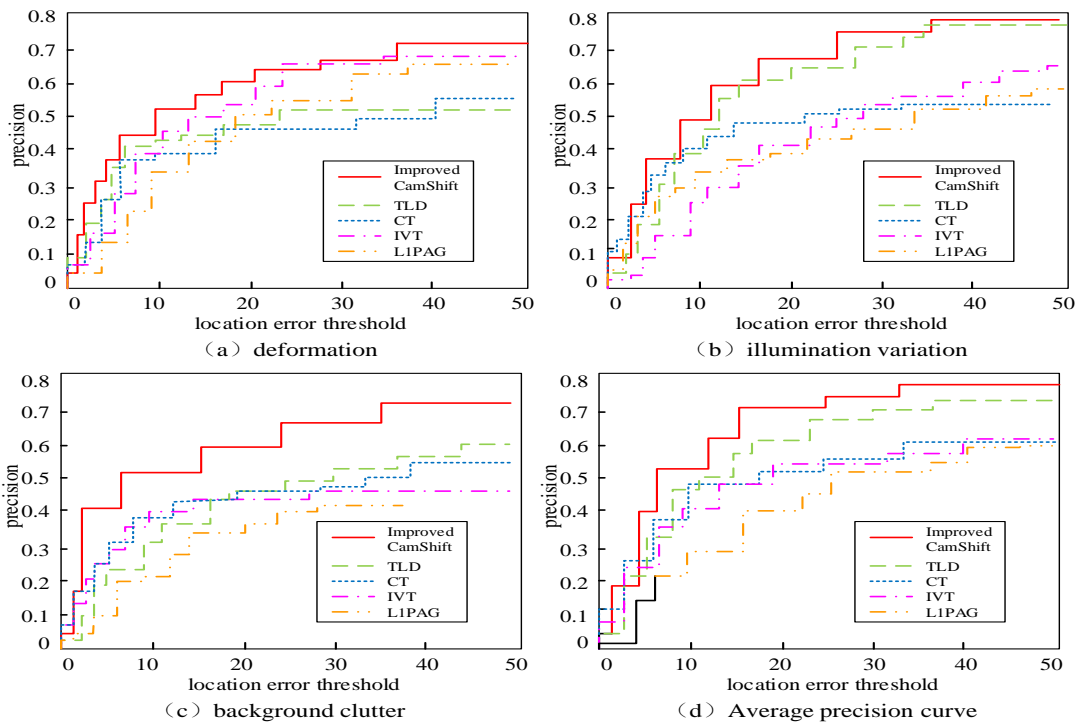 0.8
0.7
0.6
0.5
0.4
0.3
0.2
0.1
0
precision
Improved
CamShift
TLD
CT
IVT
L1PAG
0 10 20 30 40 50
location error threshold
（a）deformation
0.8
0.7
0.6
0.5
0.4
0.3
0.2
0.1
0
precision
Improved
CamShift
TLD
CT
IVT
L1PAG
0 10 20 30 40 50
location error threshold
（b）illumination variation
0.8
0.7
0.6
0.5
0.4
0.3
0.2
0.1
0
precision
Improved
CamShift
TLD
CT
IVT
L1PAG
0 10 20 30 40 50
location error threshold
（c）background clutter
0.8
0.7
0.6
0.5
0.4
0.3
0.2
0.1
0
precision
Improved
CamShift
TLD
CT
IVT
L1PAG
0 10 20 30 40 50
location error threshold
（d）Average precision curve